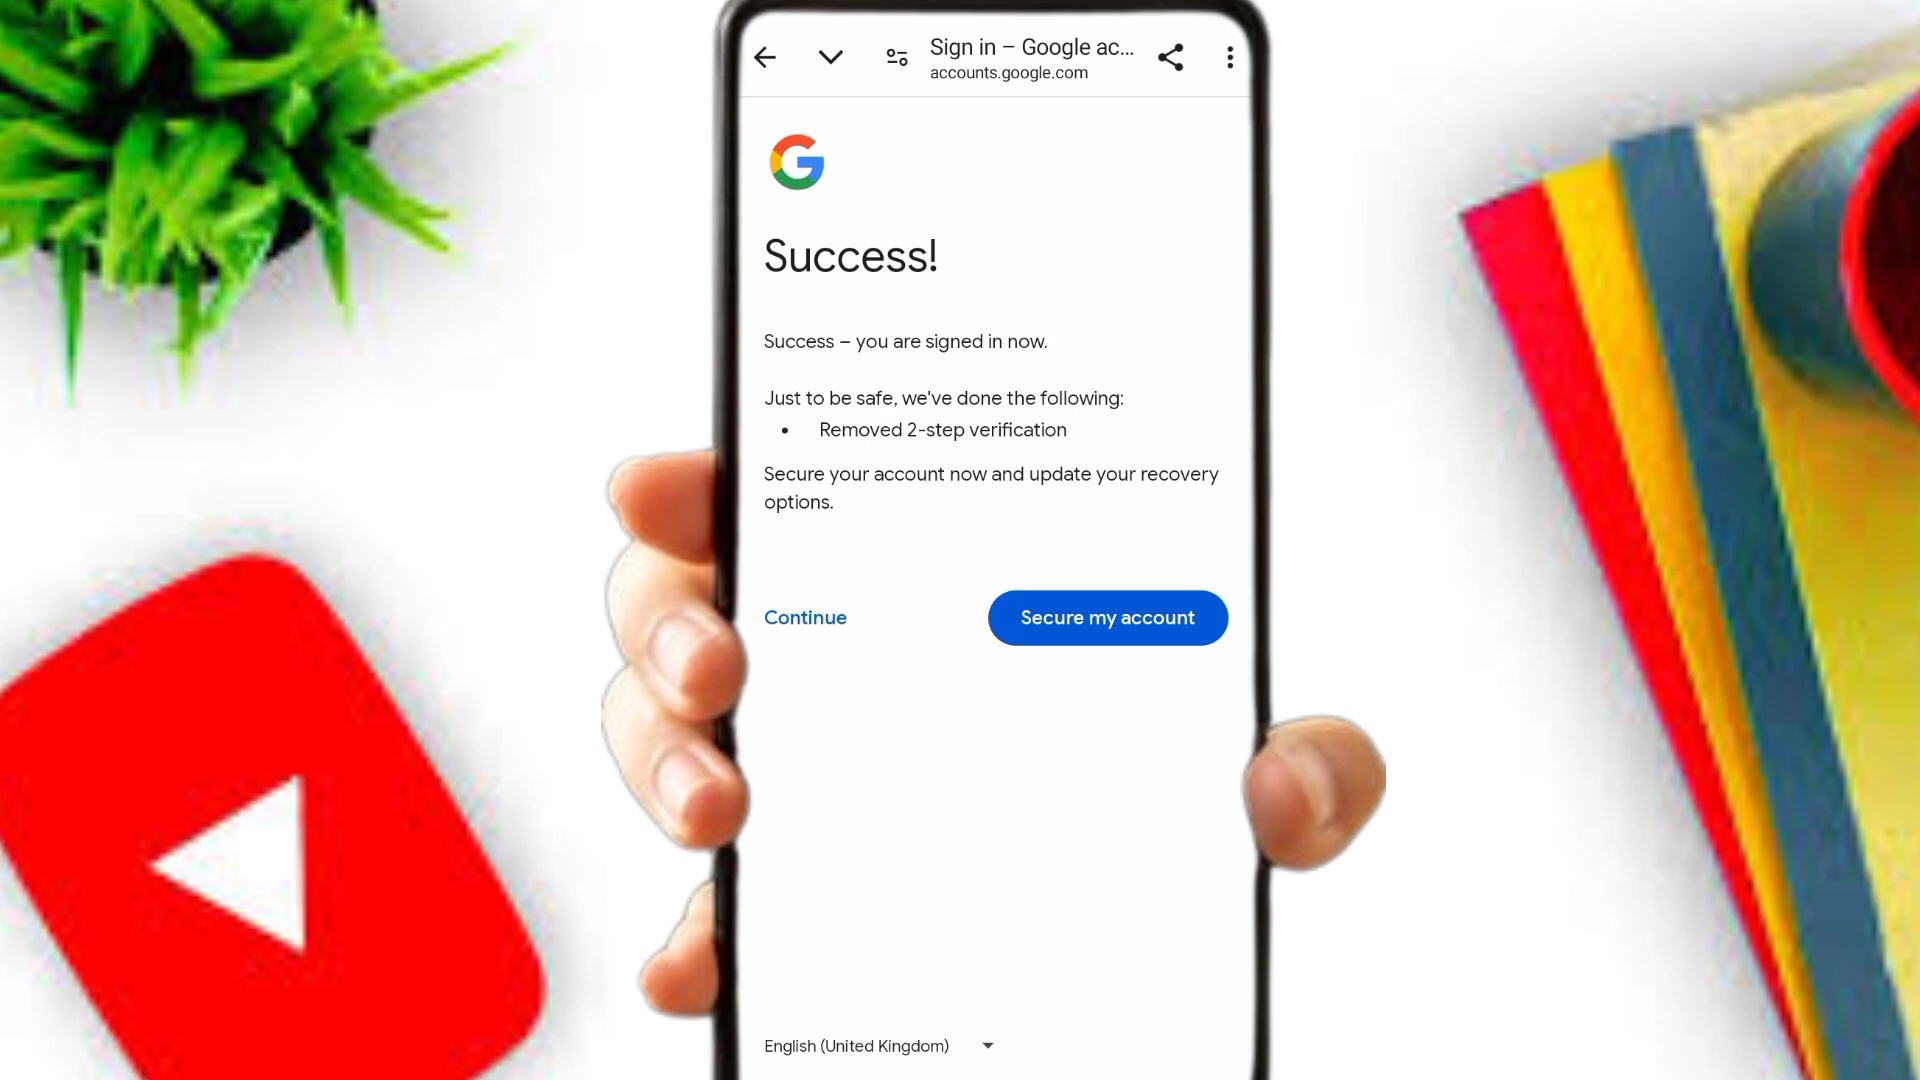 Sign in – Google ac...
accounts.google.com
Success!
Success – you are signed in now.
Just to be safe, we've done the following:
• Removed 2-step verification
Secure your account now and update your recovery
options.
Continue
Secure my account
English (United Kingdom)